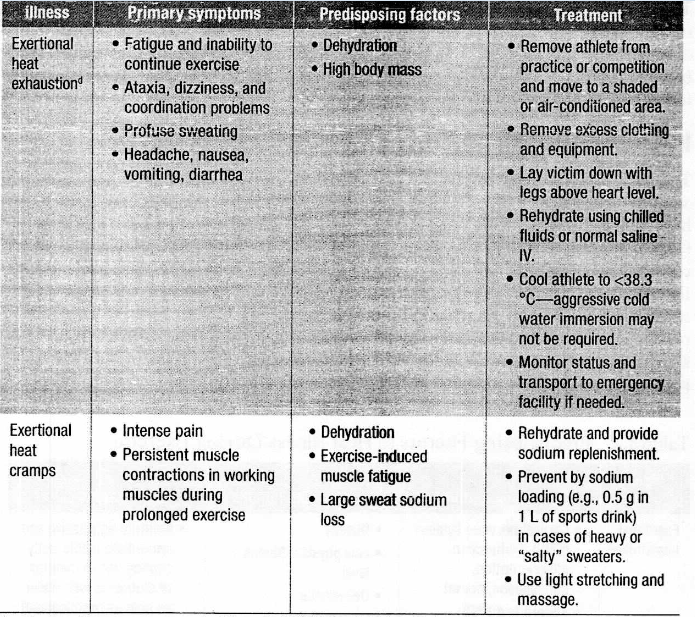 Illness
Primary symptoms
Predisposing factors
Treatment
Exertional
heat
exhaustionᵈ
• Fatigue and inability to
continue exercise
• Ataxia, dizziness, and
coordination problems
• Profuse sweating
• Headache, nausea,
vomiting, diarrhea
• Dehydration
• High body mass
• Remove athlete from
practice or competition
and move to a shaded
or air-conditioned area.
• Remove excess clothing
and equipment.
• Lay victim down with
legs above heart level.
• Rehydrate using chilled
fluids or normal saline
IV.
• Cool athlete to <38.3
°C—aggressive cold
water immersion may
not be required.
• Monitor status and
transport to emergency
facility if needed.
Exertional
heat
cramps
• Intense pain
• Persistent muscle
contractions in working
muscles during
prolonged exercise
• Dehydration
• Exercise-induced
muscle fatigue
• Large sweat sodium
loss
• Rehydrate and provide
sodium replenishment.
• Prevent by sodium
loading (e.g., 0.5 g in
1 L of sports drink)
in cases of heavy or
“salty” sweaters.
• Use light stretching and
massage.